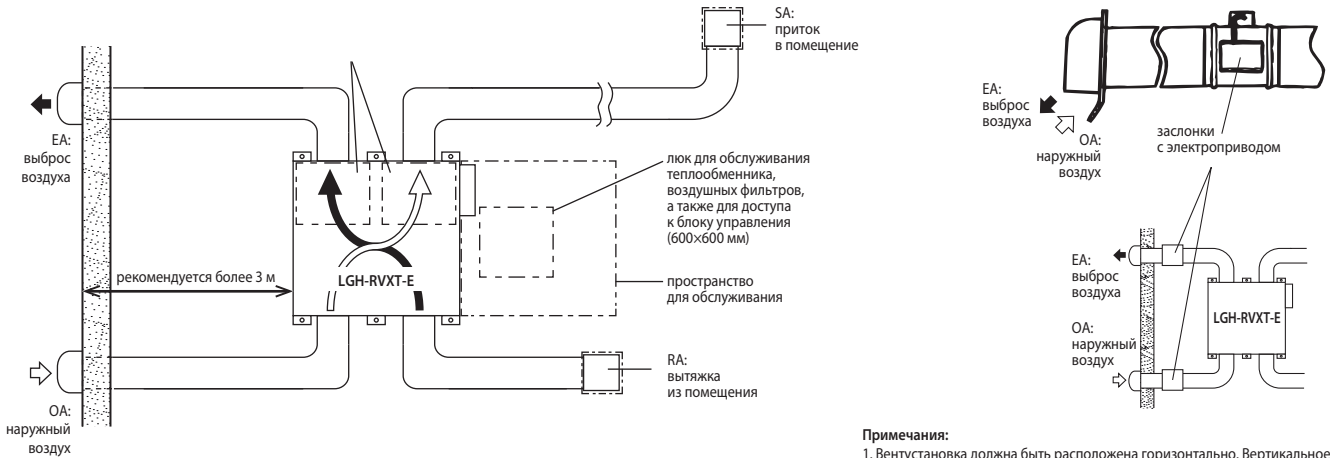 SA:
приток
в помещение
EA:
выброс
воздуха
люк для обслуживания
теплообменника,
воздушных фильтров,
а также для доступа
к блоку управления
(600×600 мм)
рекомендуется более 3 м
LGH-RVXT-E
пространство
для обслуживания
RA:
вытяжка
из помещения
OA:
наружный
воздух
EA:
выброс
воздуха
OA:
наружный
воздух
заслонки
с электроприводом
EA:
выброс
воздуха
LGH-RVXT-E
OA:
наружный
воздух
Примечания:
1. Вентустановка должна быть расположена горизонтально. Вертикальное